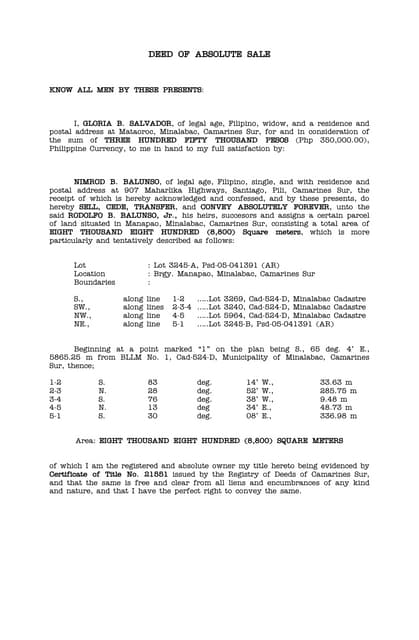 DEED OF ABSOLUTE SALE
KNOW ALL MEN BY THESE PRESENTS:
I, GLORIA B. SALVADOR, of legal age, Filipino, widow, and a residence and
postal address at Mataoroc, Minalabac, Camarines Sur, for and in consideration of
the sum of THREE HUNDRED FIFTY THOUSAND PESOS (Php 350,000.00),
Philippine Currency, to me in hand to my full satisfaction by:
NIMROD B. BALUNSO, of legal age, Filipino, single, and with residence and
postal address at 907 Maharlika Highways, Santiago, Pili, Camarines Sur, the
receipt of which is hereby acknowledged and confessed, and by these presents, do
hereby SELL, CEDE, TRANSFER, and CONVEY ABSOLUTELY FOREVER, unto the
said RODOLFO B. BALUNSO, Jr., his heirs, succesors and assigns a certain parcel
of land situated in Manapao, Minalabac, Camarines Sur, consisting a total area of
EIGHT THOUSAND EIGHT HUNDRED (8,800) Square meters, which is more
particularly and tentatively described as follows:
Lot : Lot 3245-A, Psd-05-041391 (AR)
Location : Brgy. Manapao, Minalabac, Camarines Sur
Boundaries :
S., along line 1-2 .....Lot 3269, Cad-524-D, Minalabac Cadastre
SW., along lines 2-3-4 .....Lot 3240, Cad-524-D, Minalabac Cadastre
NW., along line 4-5 .....Lot 5964, Cad-524-D, Minalabac Cadastre
NE., along line 5-1 .....Lot 3245-B, Psd-05-041391 (AR)
Beginning at a point marked “1” on the plan being S., 65 deg. 4’ E.,
5865.25 m from BLLM No. 1, Cad-524-D, Municipality of Minalabac, Camarines
Sur, thence;
1-2 S. 83 deg. 14’ W., 33.63 m
2-3 N. 28 deg. 52’ W., 285.75 m
3-4 S. 76 deg. 38’ W., 9.48 m
4-5 N. 13 deg 34’ E., 48.73 m
5-1 S. 30 deg. 08’ E., 336.98 m
Area: EIGHT THOUSAND EIGHT HUNDRED (8,800) SQUARE METERS
of which I am the registered and absolute owner my title hereto being evidenced by
Certificate of Title No. 21551 issued by the Registry of Deeds of Camarines Sur,
and that the same is free and clear from all liens and encumbrances of any kind
and nature, and that I have the perfect right to convey the same.